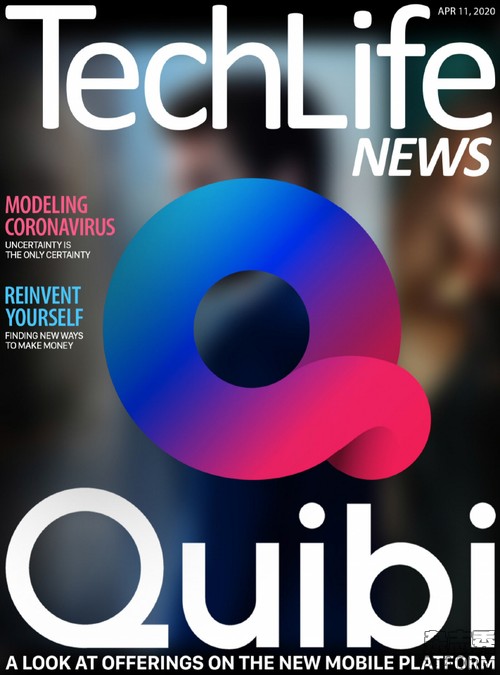 TechLife
APR 11, 2020
NEWS
MODELING
CORONAVIRUS
UNCERTAINTY IS
THE ONLY CERTAINTY
REINVENT
YOURSELF
FINDING NEW WAYS
TO MAKE MONEY
Quibi
A LOOK AT OFFERINGS ON THE NEW MOBILE PLATFORM